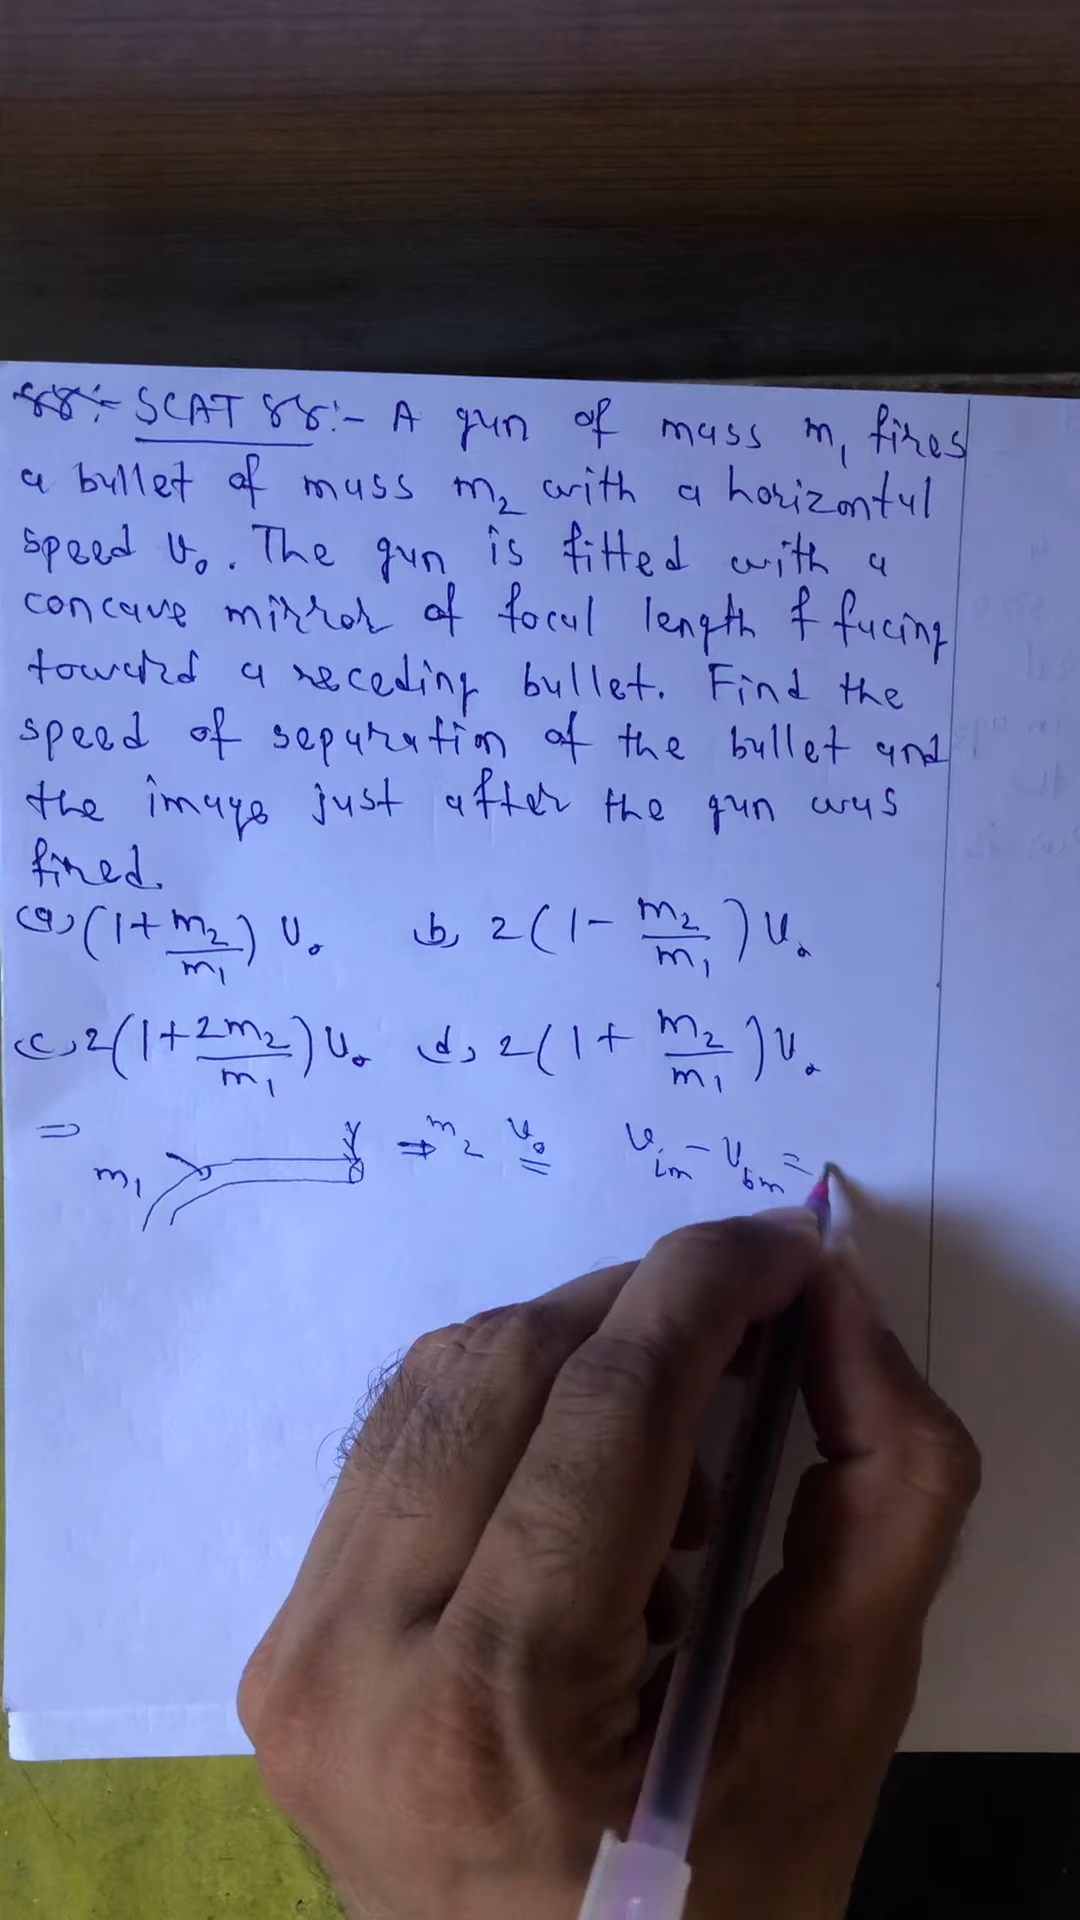 SCAT 88:- A gun of mass m₁ fires
a bullet of mass m₂ with a horizontal
speed v₀. The gun is fitted with a
concave mirror of focal length f facing
toward a receding bullet. Find the
speed of separation of the bullet and
the image just after the gun was
fired.
(a) (1+m₂/m₁) v₀ (b) 2(1-m₂/m₁)v₀
(c) 2(1+2m₂/m₁)v₀ (d) 2(1+m₂/m₁)v₀
⇒ m₁ ⇒ m₂ v₀ v_im - v_bm =